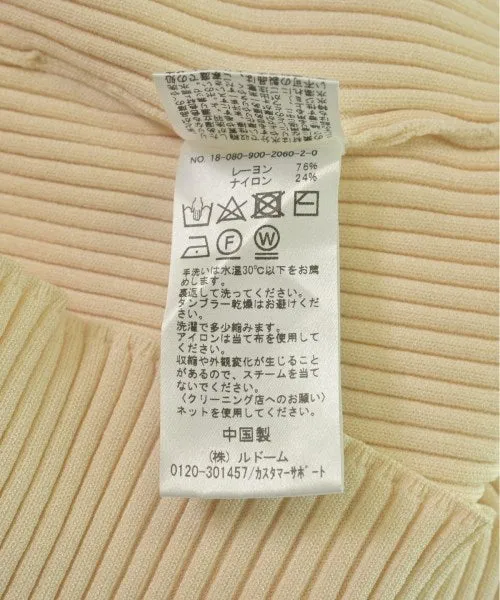 NO. 18-080-900-2060-2-0
レーヨン 76%
ナイロン 24%
F W
手洗いは水温30℃以下をお薦
めします。
裏返して洗ってください。
タンブラー乾燥はお避けくださ
い。
洗濯で多少縮みます。
アイロンは当て布を使用して
ください。
収縮や外観変化が生じること
があるので、スチームを当て
ないでください。
〈クリーニング店へのお願い〉
ネットを使用してください。
中国製
(株) ルドーム
0120-301457/カスタマーサポート